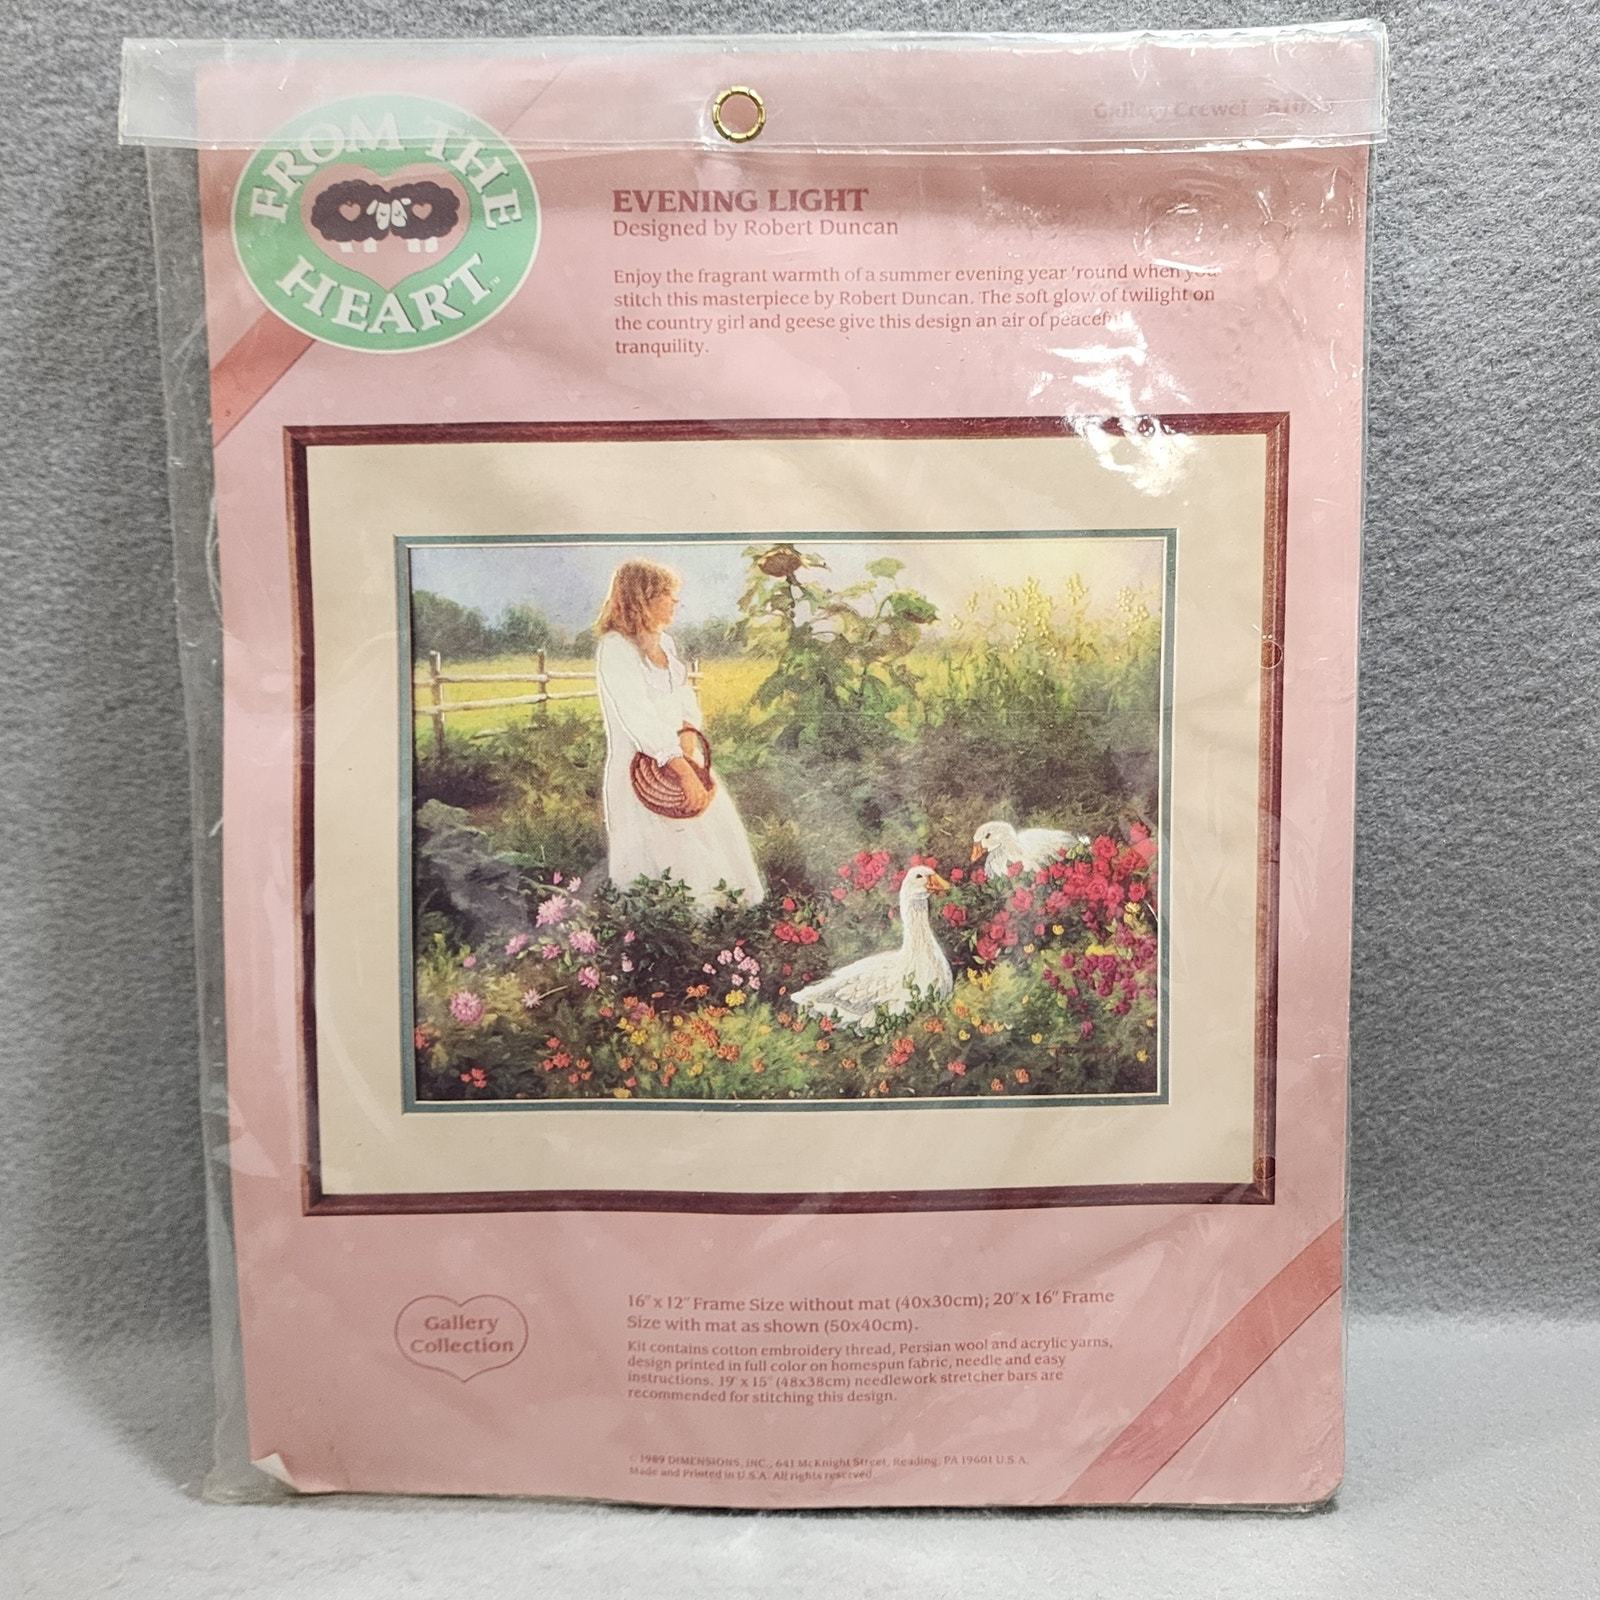 Gallery Crewel
FROM THE
HEART™
EVENING LIGHT
Designed by Robert Duncan
Enjoy the fragrant warmth of a summer evening year 'round when you
stitch this masterpiece by Robert Duncan. The soft glow of twilight on
the country girl and geese give this design an air of peaceful
tranquility.
Gallery
Collection
16" x 12" Frame Size without mat (40x30cm); 20" x 16" Frame
Size with mat as shown (50x40cm).
Kit contains cotton embroidery thread, Persian wool and acrylic yarns,
design printed in full color on homespun fabric, needle and easy
instructions. 19" x 15" (48x38cm) needlework stretcher bars are
recommended for stitching this design.
© 1989 DIMENSIONS, INC., 641 McKnight Street, Reading, PA 19601 U.S.A.
Made and Printed in U.S.A. All rights reserved.